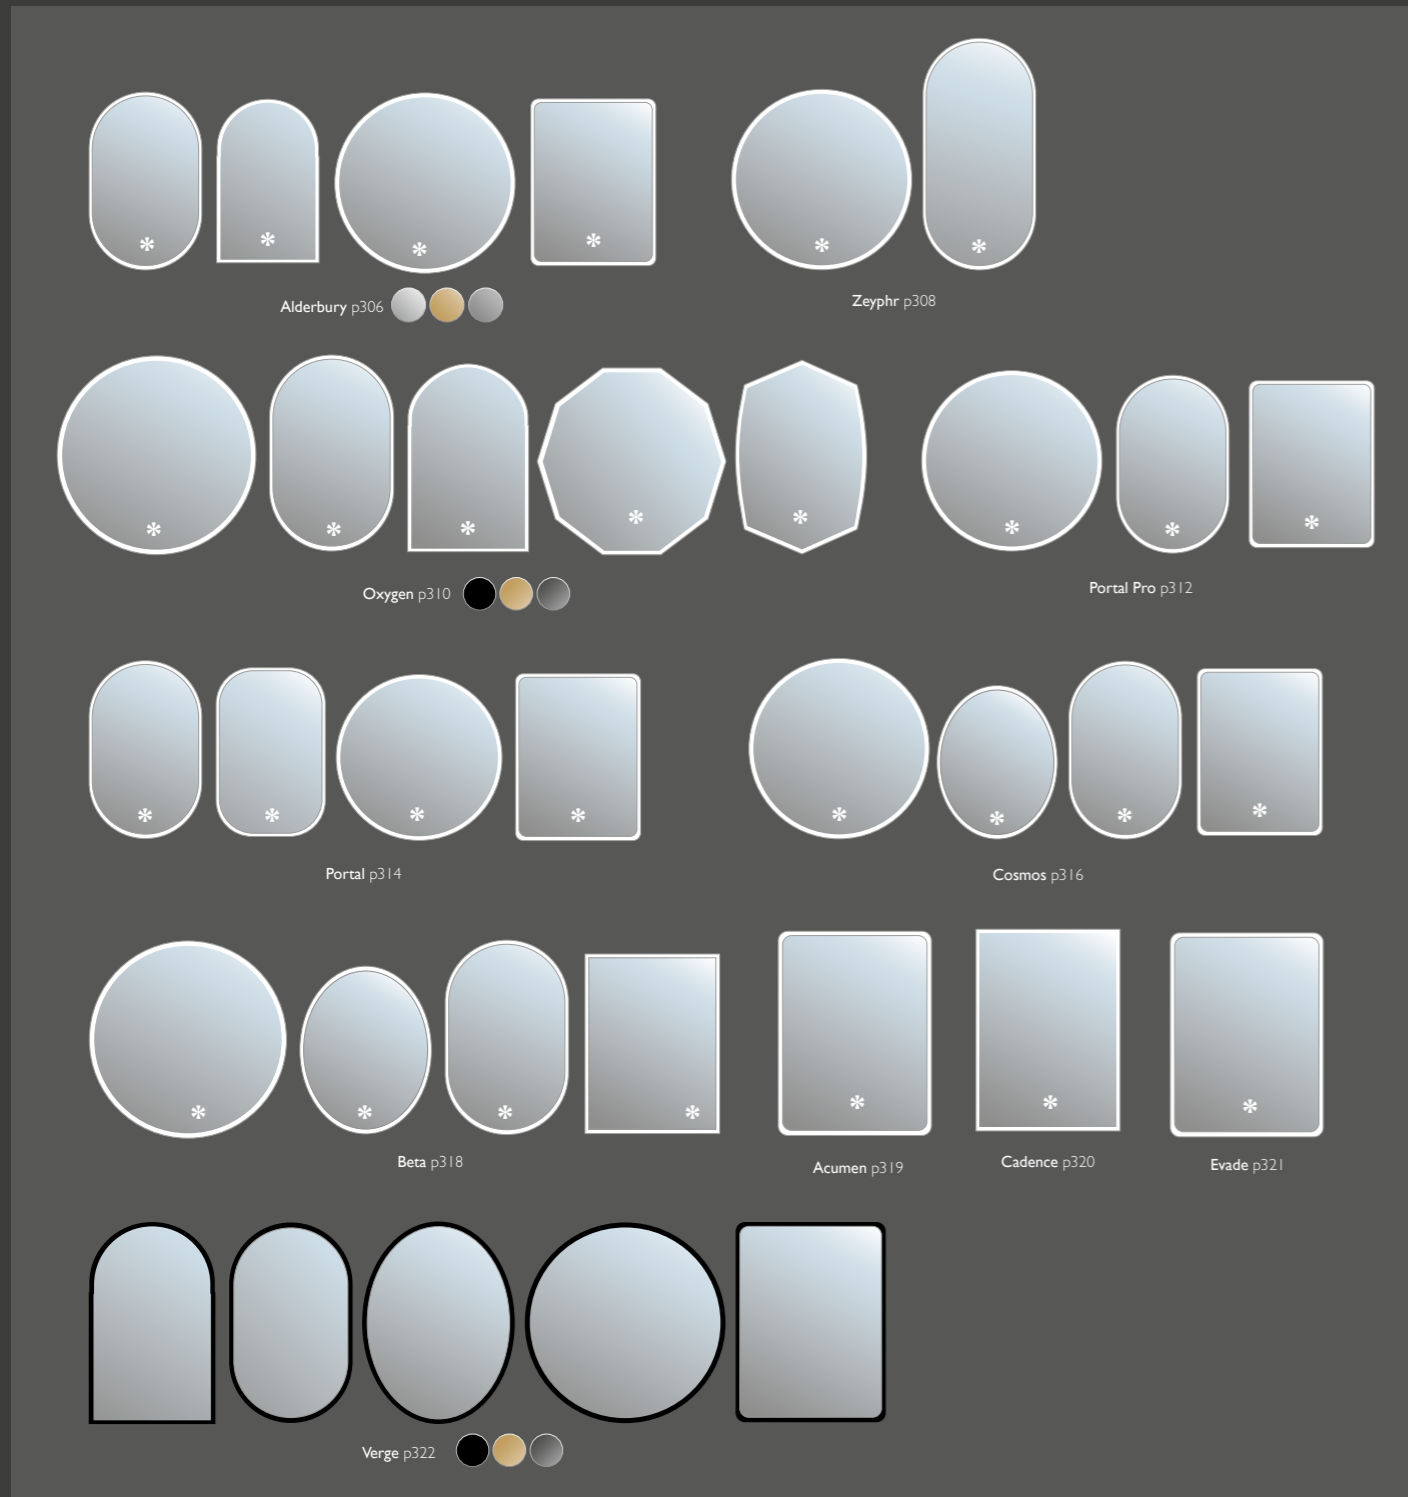 Alderbury p306
Zeyphr p308
Oxygen p310
Portal Pro p312
Portal p314
Cosmos p316
Beta p318
Acumen p319
Cadence p320
Evade p321
Verge p322